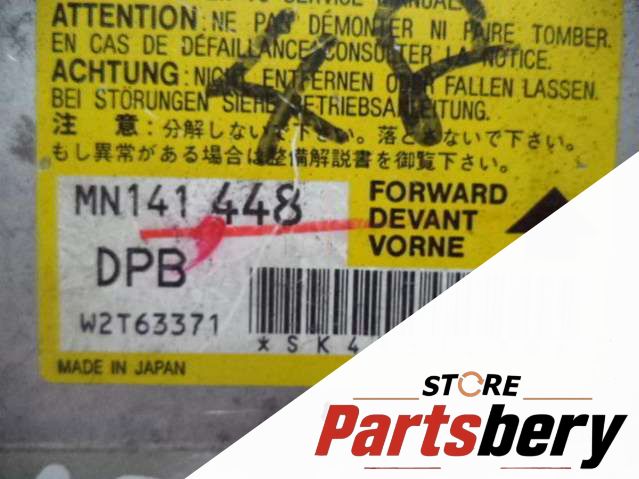 ATTENTION : NE PAS DÉMONTER NI FAIRE TOMBER.
EN CAS DE DÉFAILLANCE CONSULTER LA NOTICE.
ACHTUNG : NICHT ENTFERNEN ODER FALLEN LASSEN.
BEI STÖRUNGEN SIEHE BETRIEBSANLEITUNG.
注 意 : 分解しないで下さい。落とさないで下さい。
もし異常がある場合は整備解説書を御覧下さい。
MN141448
DPB
W2T63371
FORWARD
DEVANT
VORNE
*SK4
MADE IN JAPAN
STORE
Partsbery